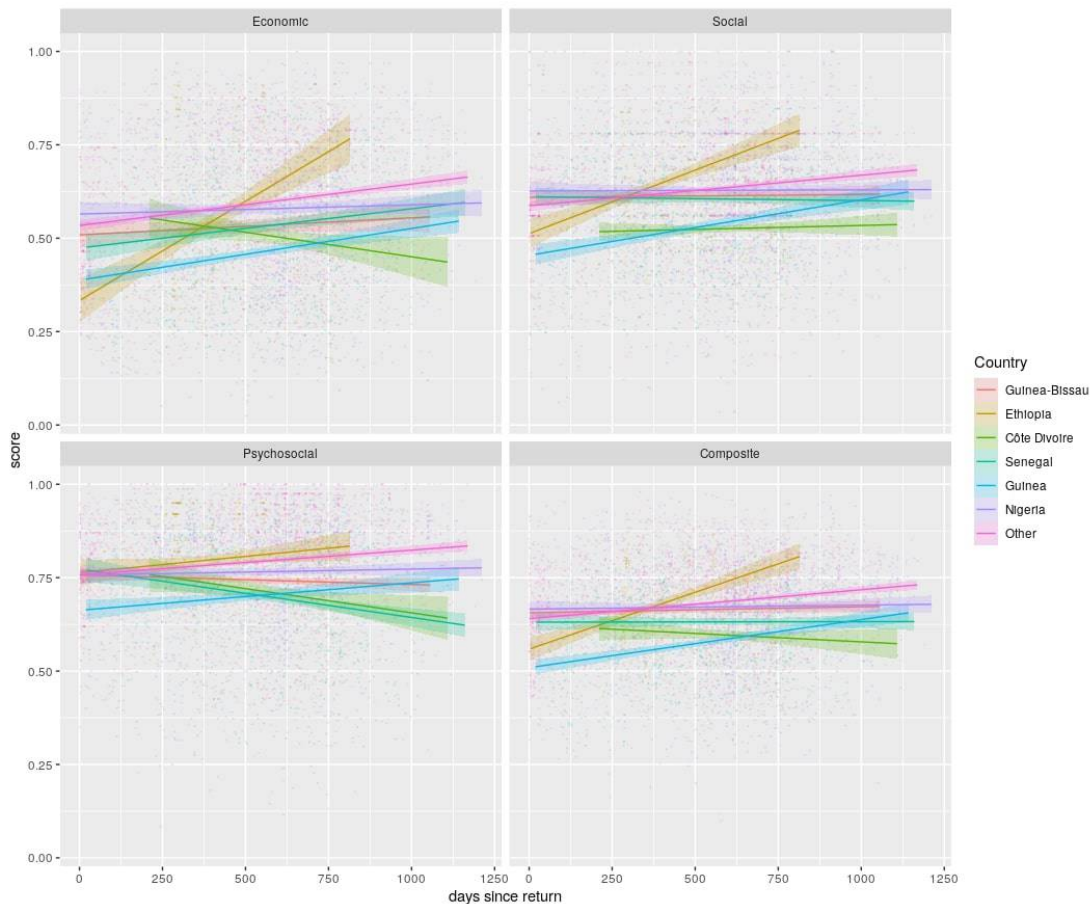 Economic
Social
1.00
0.75
0.50
0.25
0.00
score
Psychosocial
Composite
1.00
0.75
0.50
0.25
0.00
0
250
500
750
1000
1250
0
250
500
750
1000
1250
days since return
Country
Guinea-Bissau
Ethiopia
Côte Divoire
Senegal
Guinea
Nigeria
Other